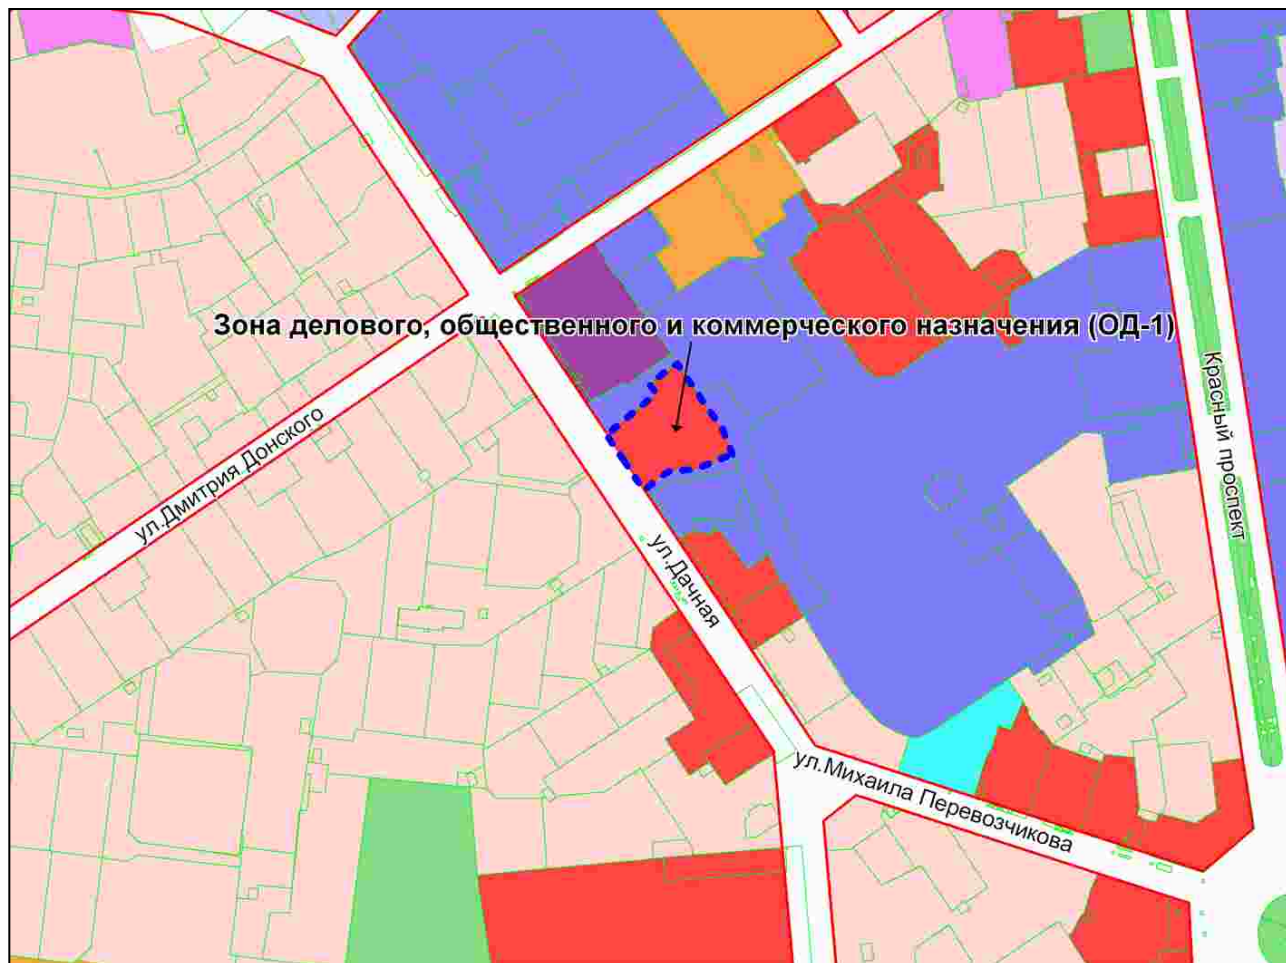 Зона делового, общественного и коммерческого назначения (ОД-1)
Красный проспект
ул.Дмитрия Донского
ул.Дачная
ул.Михаила Перевозчикова